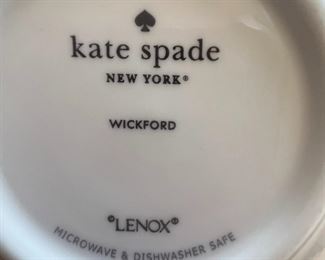 kate spade
NEW YORK®
WICKFORD
©LENOX®
MICROWAVE & DISHWASHER SAFE